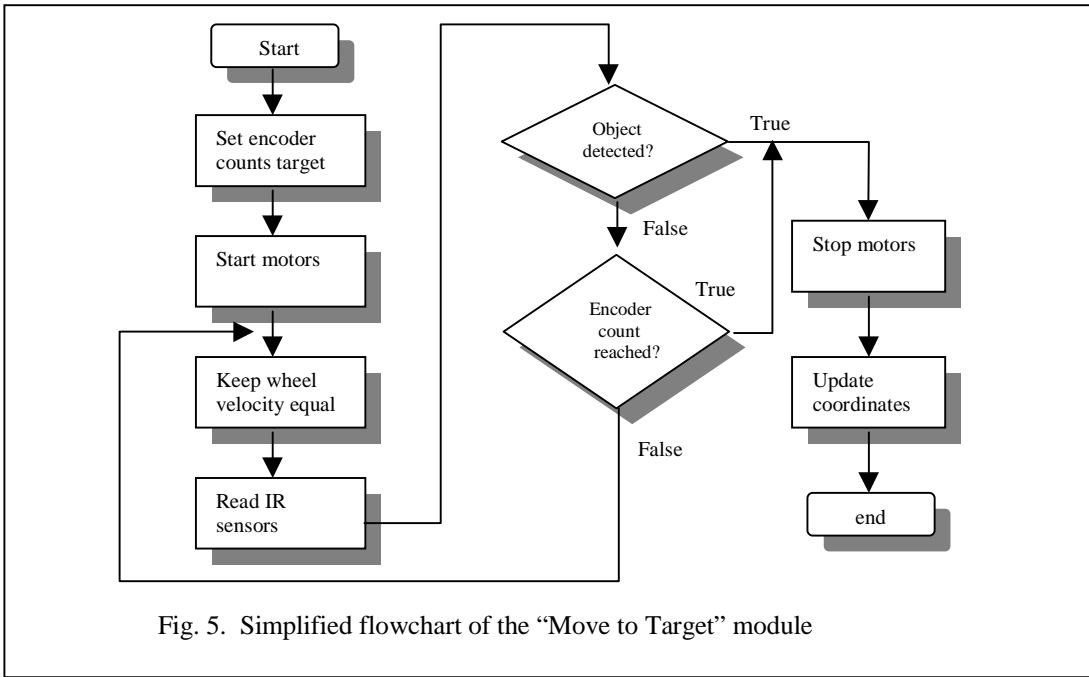 Start
Set encoder
counts target
Start motors
Keep wheel
velocity equal
Read IR
sensors
Object
detected?
True
False
Encoder
count
reached?
True
False
Stop motors
Update
coordinates
end
Fig. 5. Simplified flowchart of the “Move to Target” module